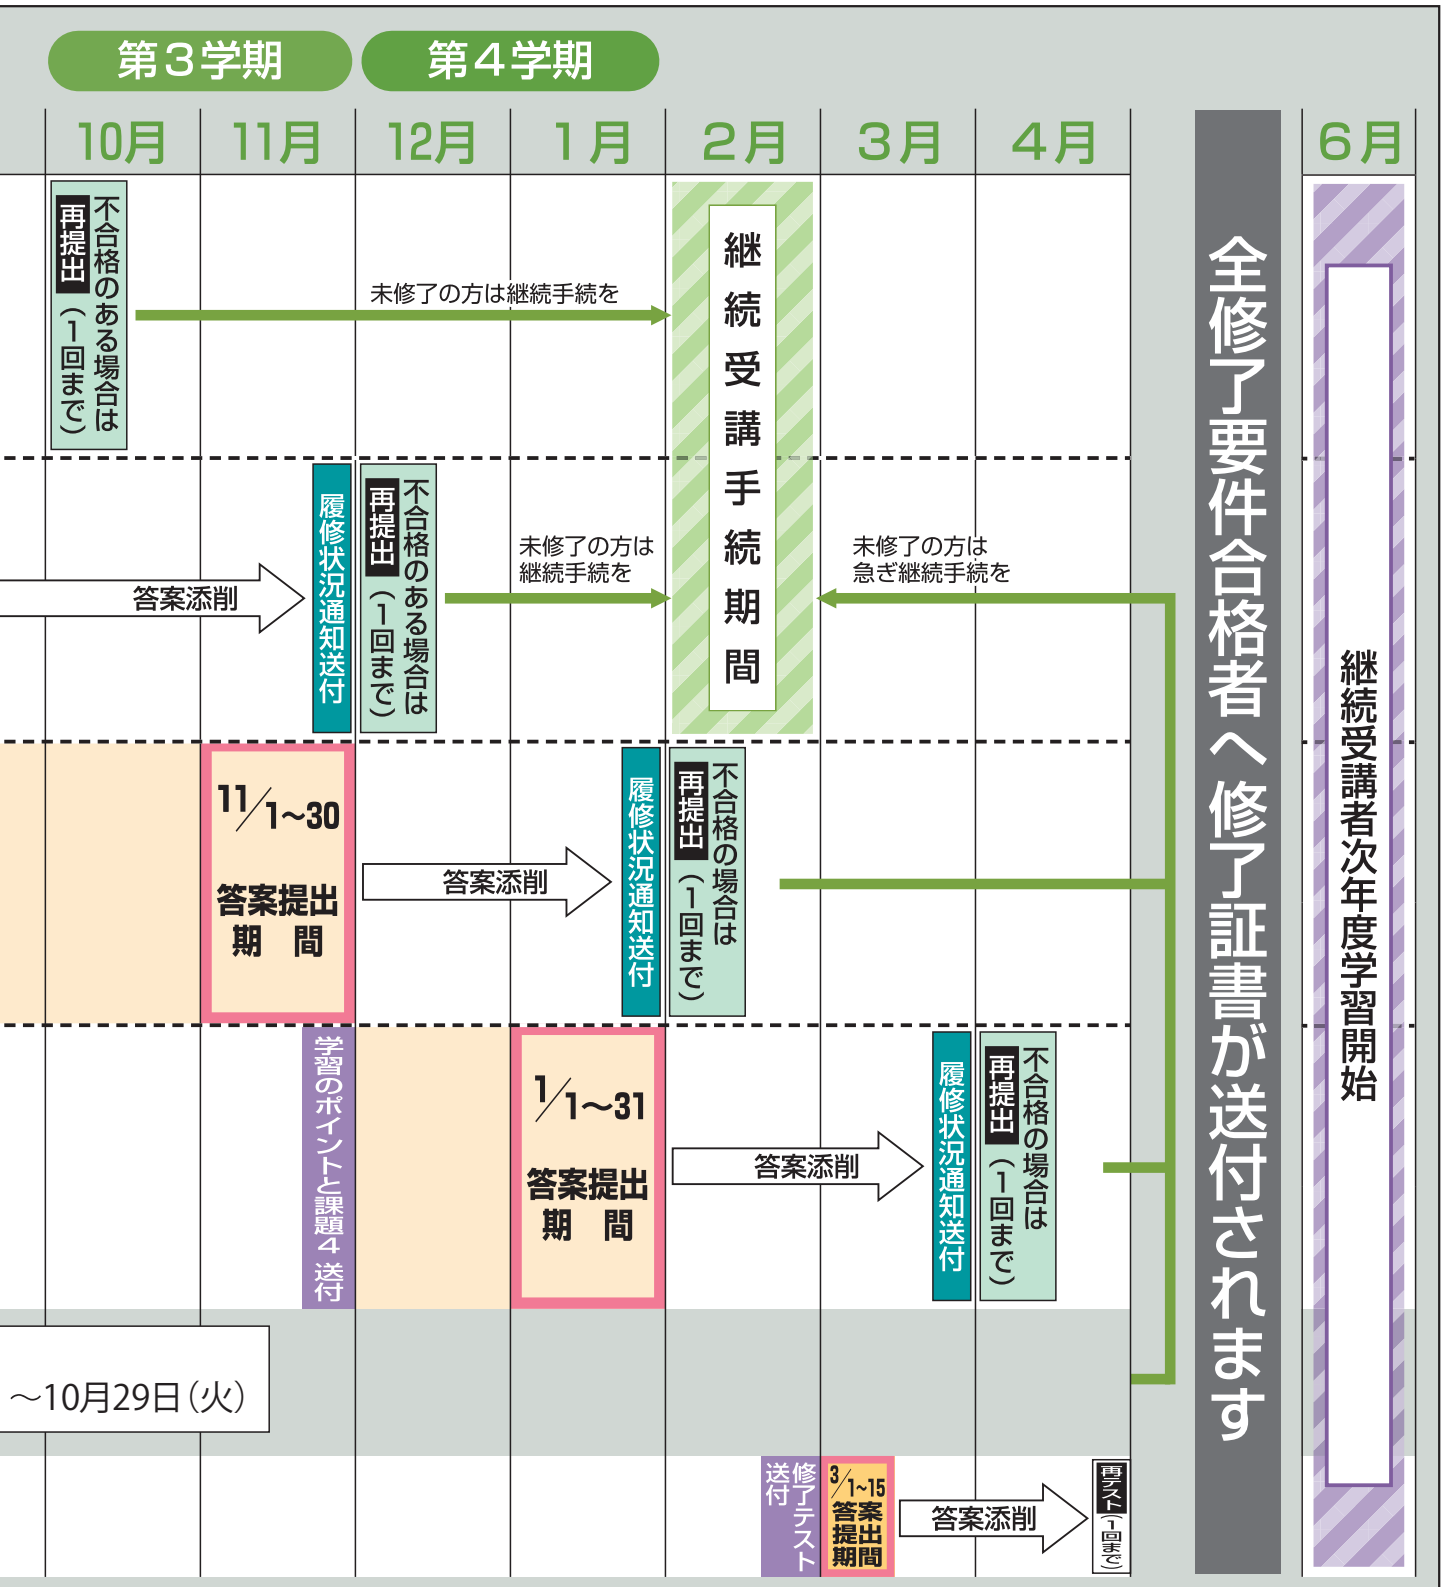 第3学期
第4学期
10月
11月
12月
1月
2月
3月
4月
6月
不合格のある場合は
再提出(1回まで)
未修了の方は継続手続を
継続受講手続期間
履修状況通知送付
答案添削
不合格のある場合は
再提出(1回まで)
未修了の方は
継続手続を
未修了の方は
急ぎ継続手続を
11/1〜30
答案提出
期 間
答案添削
履修状況通知送付
不合格の場合は
再提出(1回まで)
学習のポイントと課題4 送付
1/1〜31
答案提出
期 間
答案添削
履修状況通知送付
不合格の場合は
再提出(1回まで)
〜10月29日(火)
修了テスト
送付
3/1~15
答案
提出
期間
答案添削
再テスト(1回まで)
全修了要件合格者へ修了証書が送付されます
継続受講者次年度学習開始